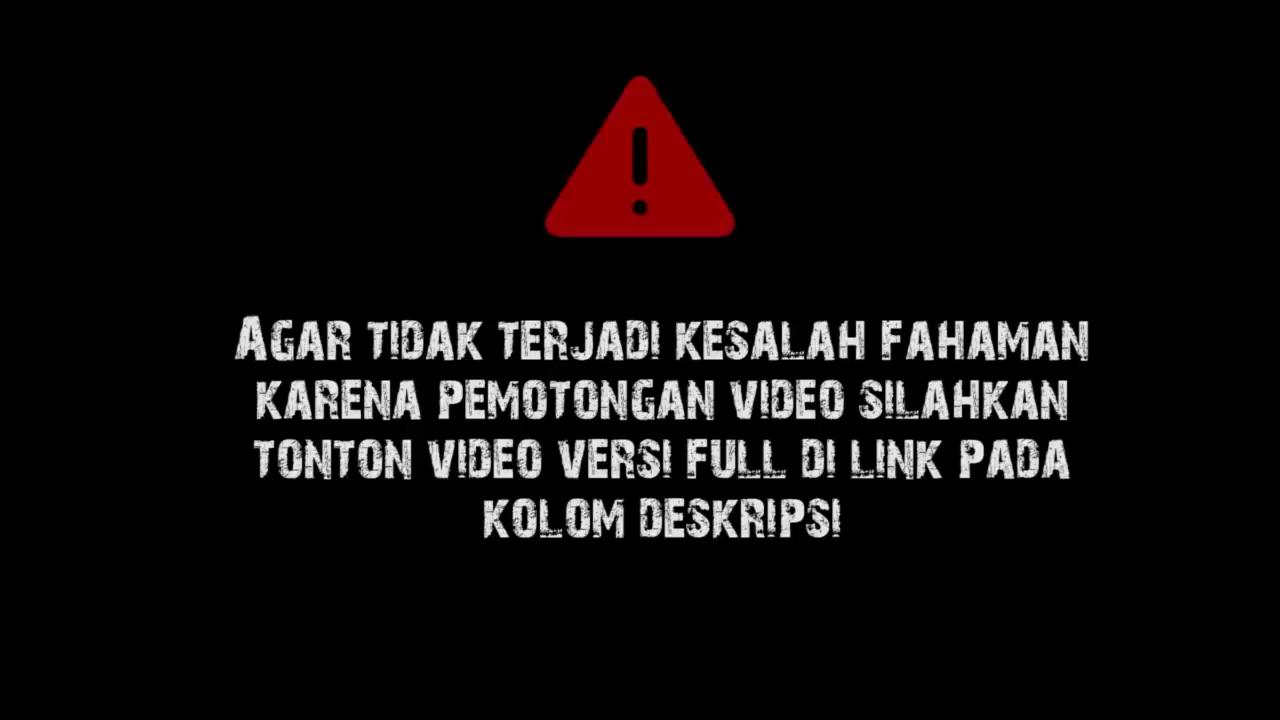 Agar tidak terjadi kesalah fahaman
karena pemotongan video silahkan
tonton video versi full di link pada
kolom deskripsi